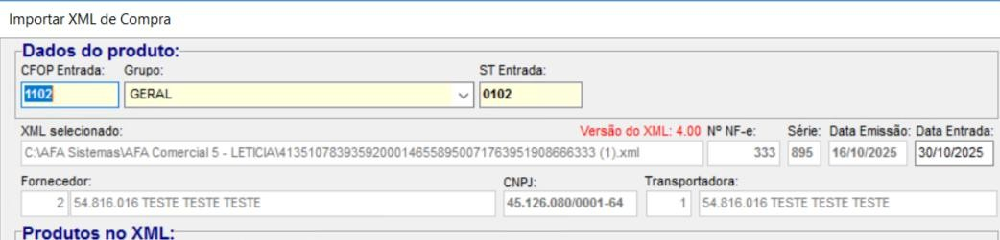 Importar XML de Compra
Dados do produto:
CFOP Entrada: Grupo: ST Entrada:
1102 GERAL 0102
XML selecionado: Versão do XML: 4.00 Nº NF-e: Série: Data Emissão: Data Entrada:
C:\AFA Sistemas\AFA Comercial 5 - LETICIA\41351078393592000146558950071763951908666333 (1).xml 333 895 16/10/2025 30/10/2025
Fornecedor: CNPJ: Transportadora:
2 54.816.016 TESTE TESTE TESTE 45.126.080/0001-64 1 54.816.016 TESTE TESTE TESTE
Produtos no XML: